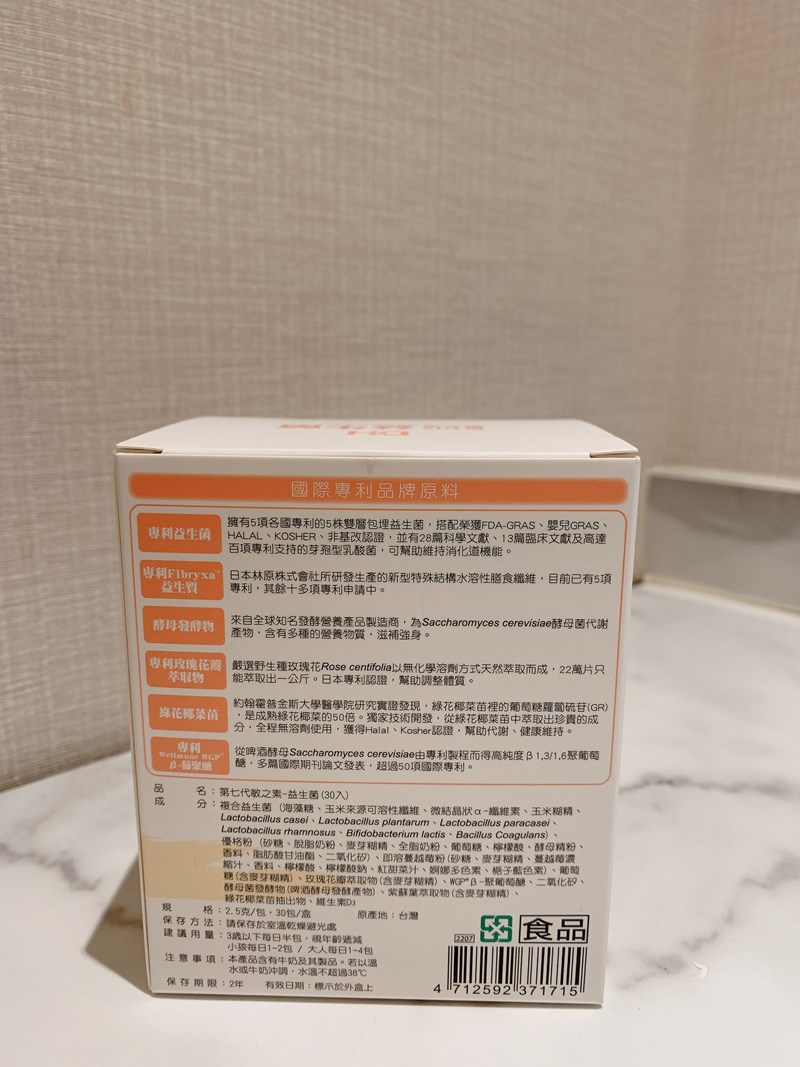 國際專利品牌原料
專利益生菌
擁有5項各國專利的5株雙層包埋益生菌，搭配榮獲FDA-GRAS、嬰兒GRAS、
HALAL、KOSHER、非基改認證，並有28篇科學文獻、13篇臨床文獻及高達
百項專利支持的芽孢型乳酸菌，可幫助維持消化道機能。
專利Fibryxa™
益生質
日本林原株式會社所研發生產的新型特殊結構水溶性膳食纖維，目前已有5項
專利，其餘十多項專利申請中。
酵母發酵物
來自全球知名發酵營養產品製造商，為Saccharomyces cerevisiae酵母菌代謝
產物，含有多種的營養物質，滋補強身。
專利玫瑰花瓣
萃取物
嚴選野生種玫瑰花Rose centifolia以無化學溶劑方式天然萃取而成，22萬片只
能萃取出一公斤。日本專利認證，幫助調整體質。
綠花椰菜苗
約翰霍普金斯大學醫學院研究實證發現，綠花椰菜苗裡的葡萄糖蘿蔔硫苷(GR)
，是成熟綠花椰菜的50倍。獨家技術開發，從綠花椰菜苗中萃取出珍貴的成
分，全程無溶劑使用，獲得Halal、Kosher認證，幫助代謝、健康維持。
專利
Wellmune WGP®
β-葡聚醣
從啤酒酵母Saccharomyces cerevisiae由專利製程而得高純度β1,3/1,6聚葡萄
醣，多篇國際期刊論文發表，超過50項國際專利。
品名：第七代敏之素-益生菌(30入)
成分：複合益生菌（海藻糖、玉米來源可溶性纖維、微結晶狀α-纖維素、玉米糊精、
Lactobacillus casei、Lactobacillus plantarum、Lactobacillus paracasei、
Lactobacillus rhamnosus、Bifidobacterium lactis、Bacillus Coagulans）、
優格粉（砂糖、脫脂奶粉、麥芽糊精、全脂奶粉、葡萄糖、檸檬酸、酵母精粉、
香料、脂肪酸甘油酯、二氧化矽）、即溶蔓越莓粉(砂糖、麥芽糊精、蔓越莓濃
縮汁、香料、檸檬酸、檸檬酸鈉、紅甜菜汁、婀娜多色素、梔子藍色素）、葡萄
糖(含麥芽糊精）、玫瑰花瓣萃取物(含麥芽糊精）、WGP®β-聚葡萄醣、二氧化矽、
酵母菌發酵物(啤酒酵母發酵產物）、紫蘇葉萃取物(含麥芽糊精）、
綠花椰菜苗抽出物、維生素D3
規格：2.5克/包，30包/盒 原產地：台灣
保存方法：請保存於室溫乾燥避光處
建議用量：3歲以下每日半包，視年齡遞減
小孩每日1~2包 / 大人每日1~4包
注意事項：本產品含有牛奶及其製品。若以溫
水或牛奶沖調，水溫不超過38℃
保存期限：2年 有效日期：標示於外盒上
2207
食品
4 712592 371715